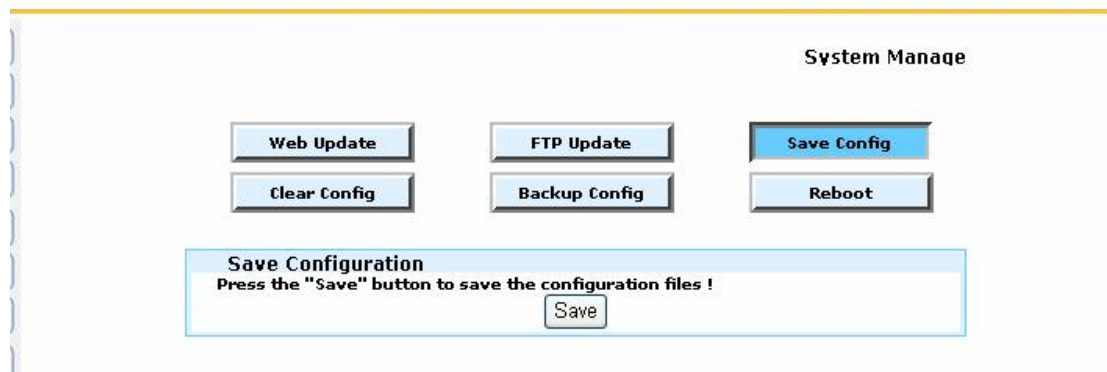 System Manage
Web Update FTP Update Save Config
Clear Config Backup Config Reboot
Save Configuration
Press the "Save" button to save the configuration files !
Save